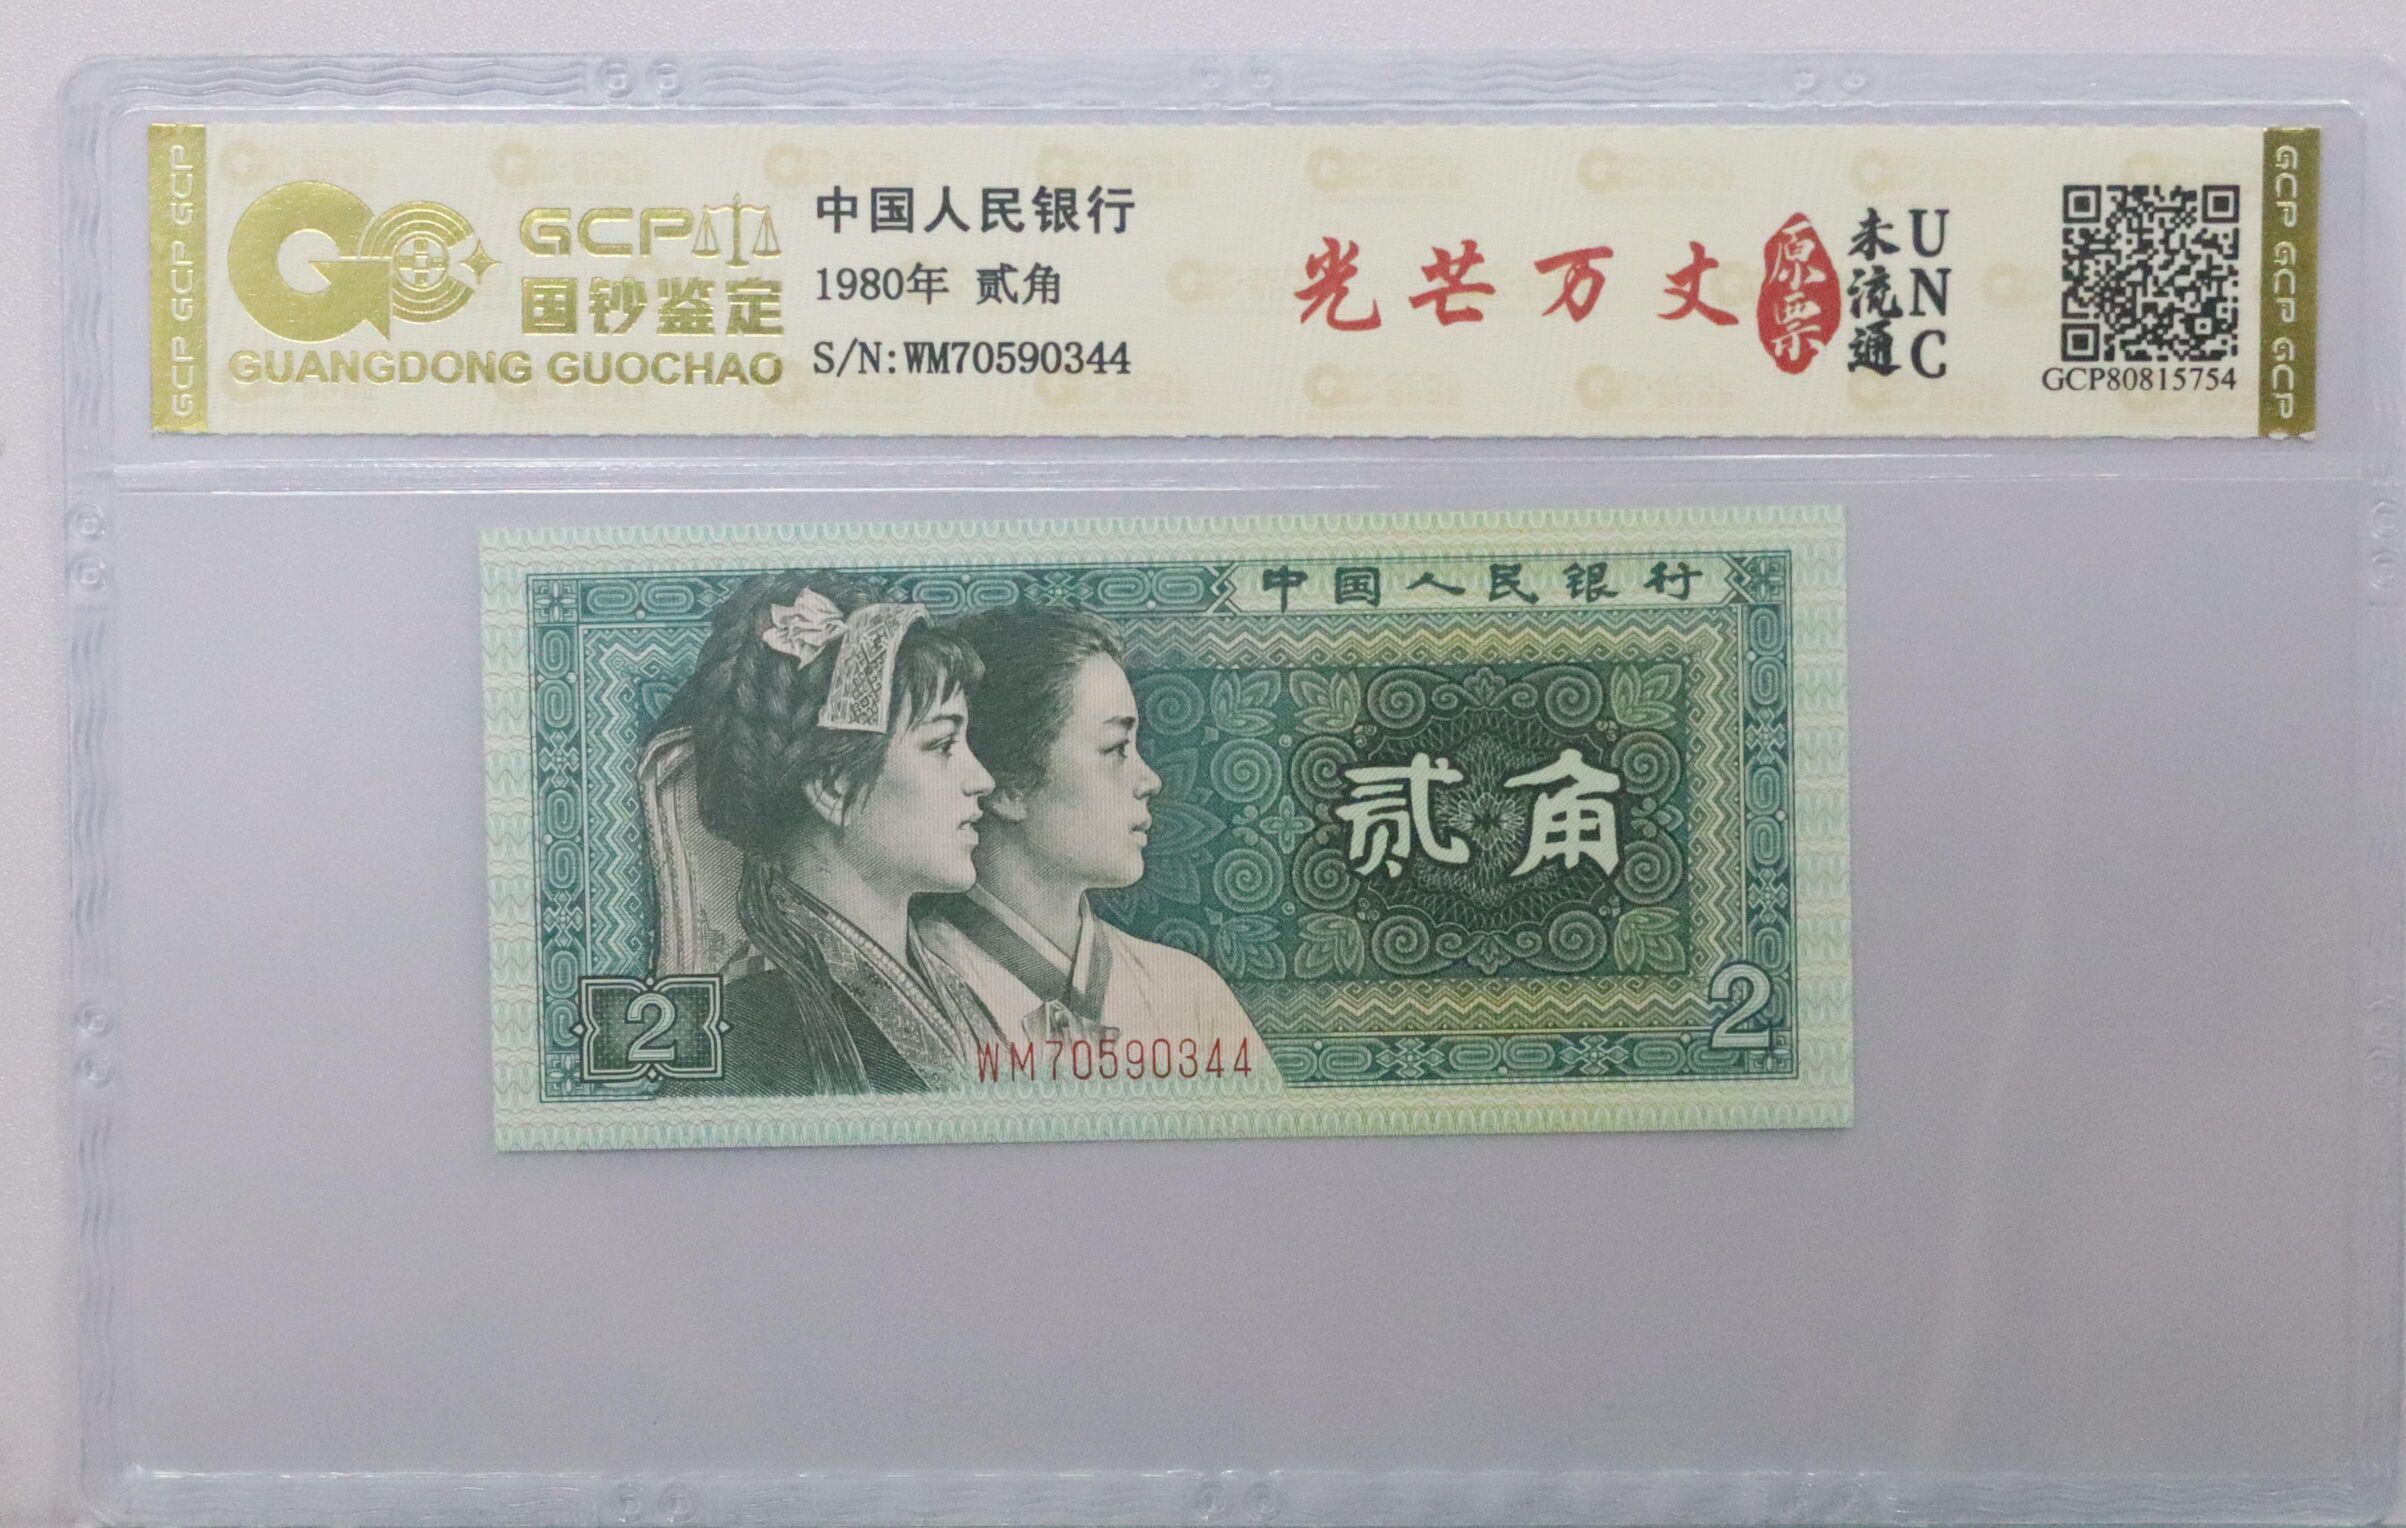 GCP GCP GCP
GCP
国钞鉴定
GUANGDONG GUOCHAO
中国人民银行
1980年 贰角
S/N:WM70590344
光芒万丈
原票
未流通
UNC
GCP80815754
GCP GCP GCP
中国人民银行
贰角
2
2
WM70590344